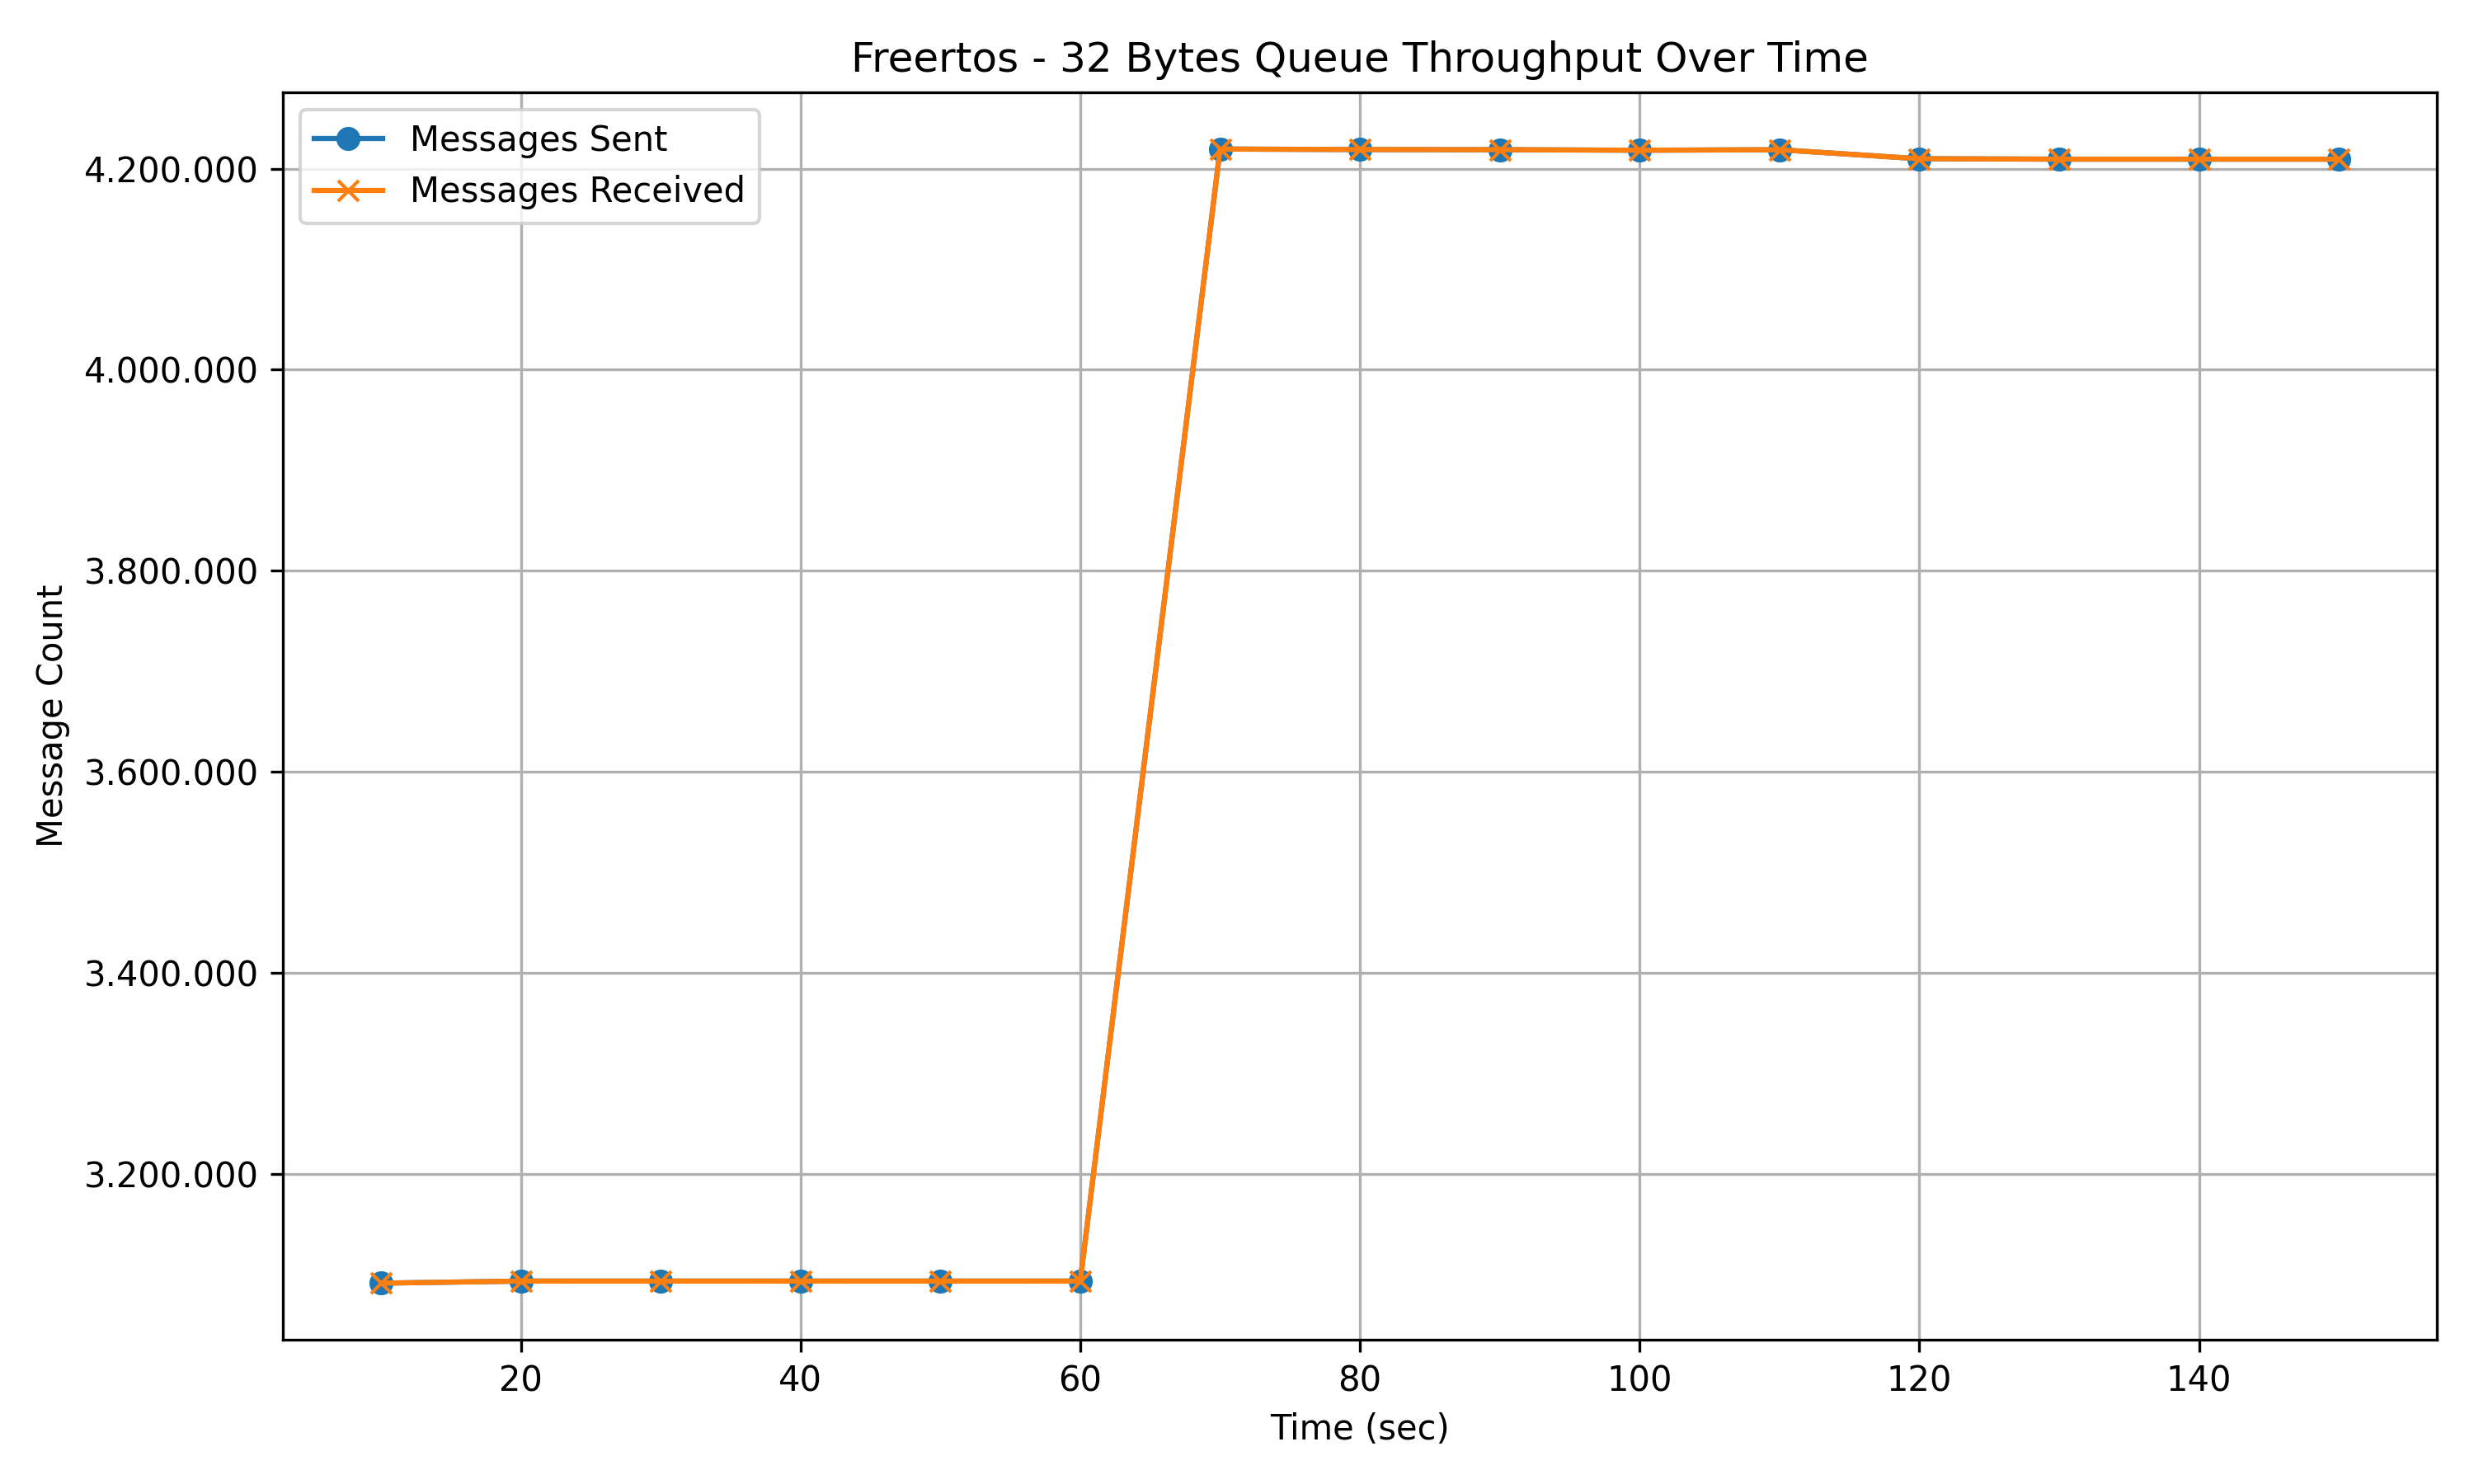 Freertos - 32 Bytes Queue Throughput Over Time
Messages Sent
Messages Received
Message Count
4.200.000
4.000.000
3.800.000
3.600.000
3.400.000
3.200.000
20 40 60 80 100 120 140
Time (sec)